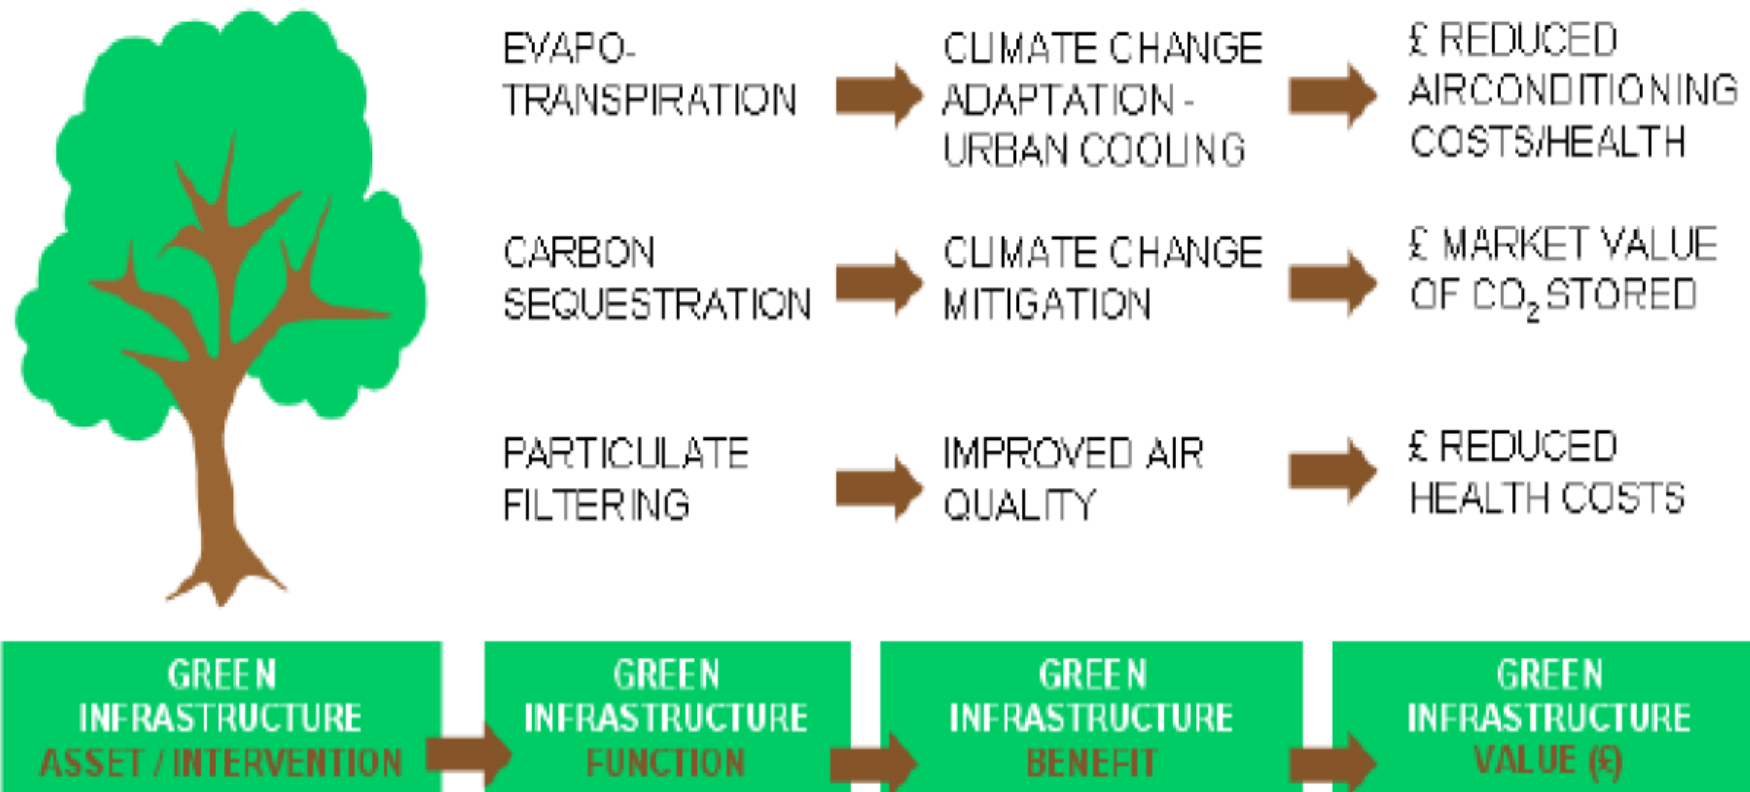 EVAPO-
TRANSPIRATION
CLIMATE CHANGE
ADAPTATION -
URBAN COOLING
£ REDUCED
AIRCONDITIONING
COSTS/HEALTH
CARBON
SEQUESTRATION
CLIMATE CHANGE
MITIGATION
£ MARKET VALUE
OF CO₂ STORED
PARTICULATE
FILTERING
IMPROVED AIR
QUALITY
£ REDUCED
HEALTH COSTS
GREEN
INFRASTRUCTURE
ASSET / INTERVENTION
GREEN
INFRASTRUCTURE
FUNCTION
GREEN
INFRASTRUCTURE
BENEFIT
GREEN
INFRASTRUCTURE
VALUE (£)